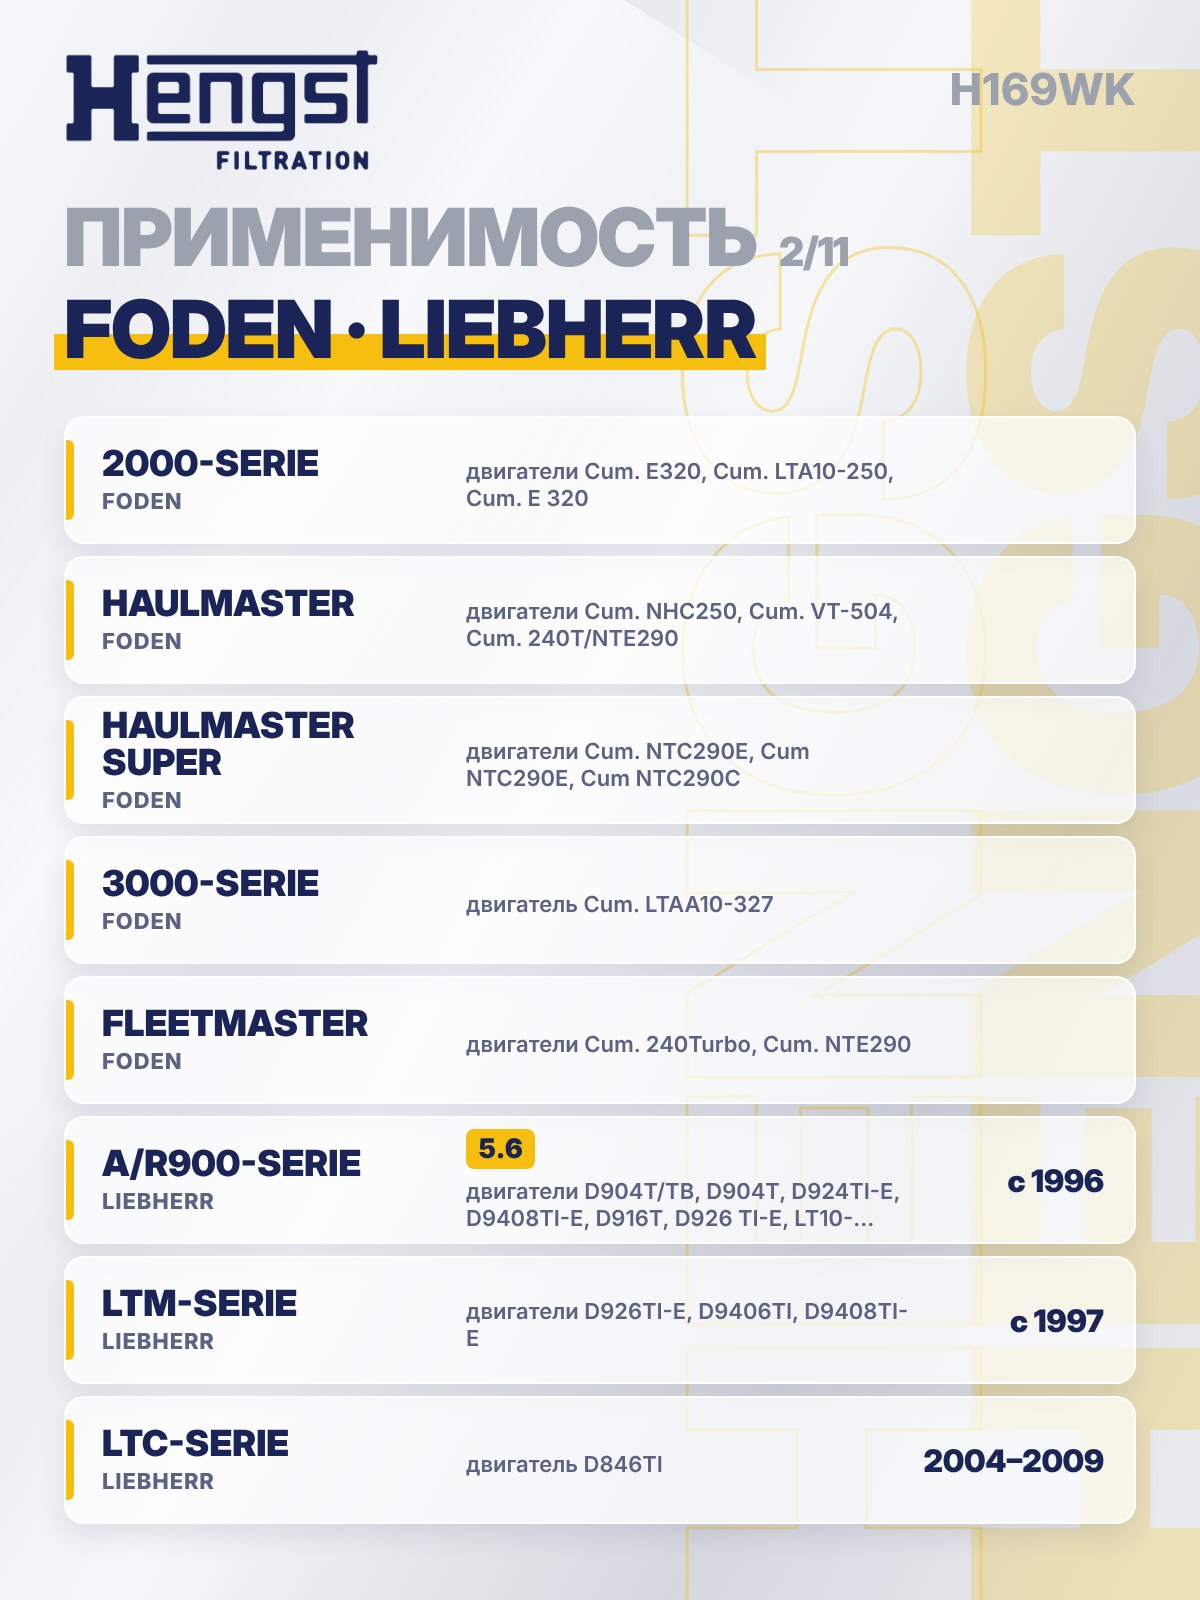 Hengst
FILTRATION
H169WK
ПРИМЕНИМОСТЬ 2/11
FODEN · LIEBHERR
2000-SERIE
FODEN
двигатели Cum. E320, Cum. LTA10-250,
Cum. E 320
HAULMASTER
FODEN
двигатели Cum. NHC250, Cum. VT-504,
Cum. 240T/NTE290
HAULMASTER
SUPER
FODEN
двигатели Cum. NTC290E, Cum
NTC290E, Cum NTC290C
3000-SERIE
FODEN
двигатель Cum. LTAA10-327
FLEETMASTER
FODEN
двигатели Cum. 240Turbo, Cum. NTE290
A/R900-SERIE
LIEBHERR
5.6
двигатели D904T/TB, D904T, D924TI-E,
D9408TI-E, D916T, D926 TI-E, LT10-...
с 1996
LTM-SERIE
LIEBHERR
двигатели D926TI-E, D9406TI, D9408TI-
E
с 1997
LTC-SERIE
LIEBHERR
двигатель D846TI
2004–2009
HENGST
HENGST